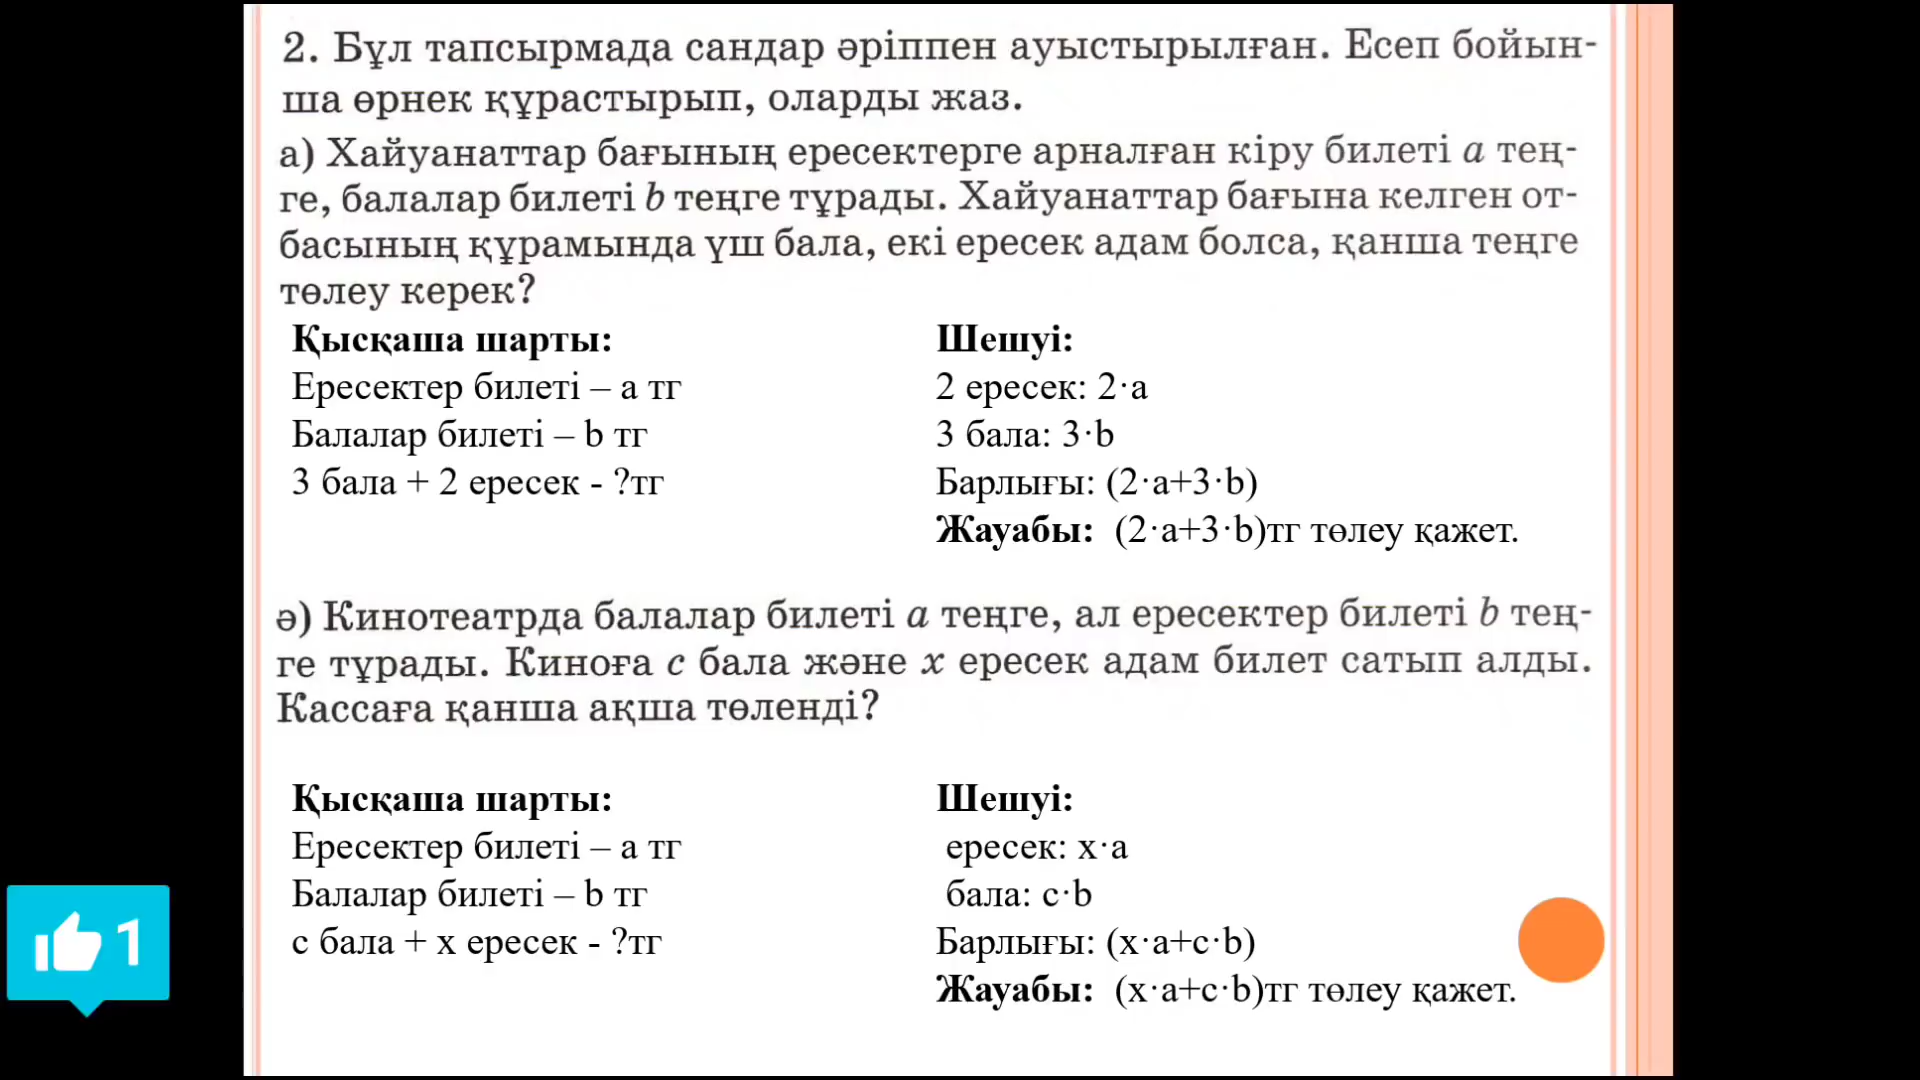 2. Бұл тапсырмада сандар әріппен ауыстырылған. Есеп бойын-
ша өрнек құрастырып, оларды жаз.
а) Хайуанаттар бағының ересектерге арналған кіру билеті a тең-
ге, балалар билеті b теңге тұрады. Хайуанаттар бағына келген от-
басының құрамында үш бала, екі ересек адам болса, қанша теңге
төлеу керек?
Қысқаша шарты:
Ересектер билеті – а тг
Балалар билеті – b тг
3 бала + 2 ересек - ?тг
Шешуі:
2 ересек: 2·а
3 бала: 3·b
Барлығы: (2·а+3·b)
Жауабы: (2·а+3·b)тг төлеу қажет.
ә) Кинотеатрда балалар билеті a теңге, ал ересектер билеті b тең-
ге тұрады. Киноға c бала және x ересек адам билет сатып алды.
Кассаға қанша ақша төленді?
Қысқаша шарты:
Ересектер билеті – а тг
Балалар билеті – b тг
с бала + х ересек - ?тг
Шешуі:
ересек: х·а
бала: с·b
Барлығы: (х·а+с·b)
Жауабы: (х·а+с·b)тг төлеу қажет.
1